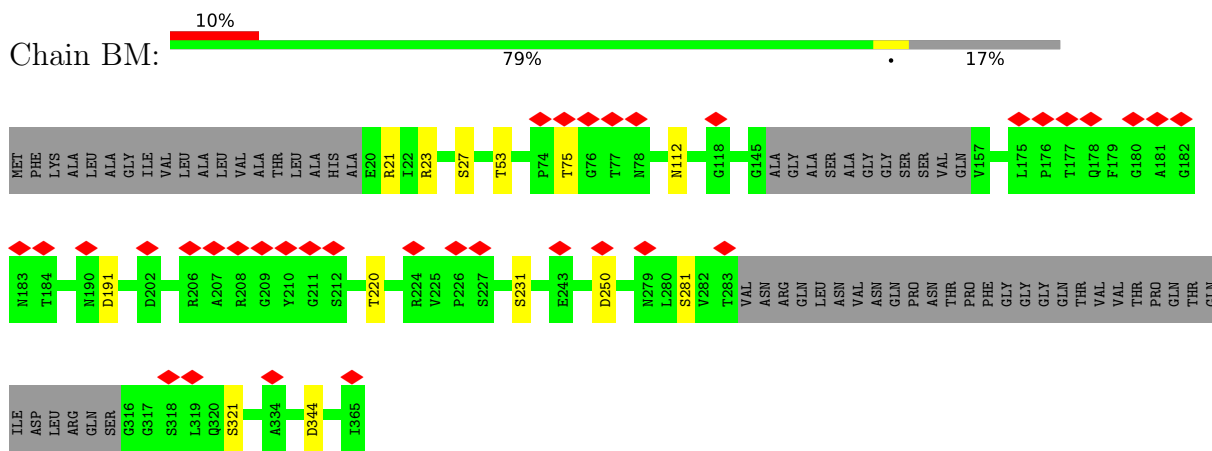 10%
Chain BM:
79% • 17%
MET PHE LYS ALA LEU ALA GLY ILE VAL LEU ALA LEU VAL ALA THR LEU ALA HIS ALA E20 R21 I22 R23 S27 T53 P74 T75 G76 T77 N78 N112 G118 G145 ALA GLY ALA SER ALA GLY GLY SER SER VAL GLN V157 L175 P176 T177 Q178 F179 G180 A181 G182
N183 T184 N190 D191 D202 R206 A207 R208 G209 Y210 G211 S212 T220 R224 V225 P226 S227 S231 E243 D250 N279 L280 S281 V282 T283 VAL ASN ARG GLN LEU ASN VAL ASN GLN PRO ASN THR PRO PHE GLY GLY GLN THR VAL VAL THR PRO GLN THR GLN
ILE ASP LEU ARG GLN SER G316 G317 S318 L319 Q320 S321 A334 D344 I365